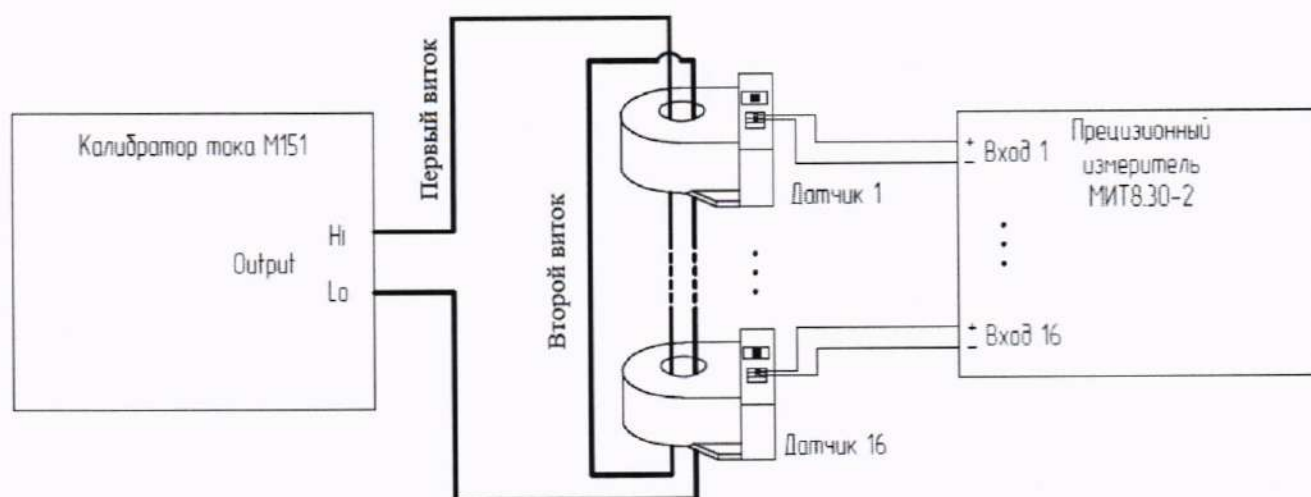 Калибратор тока М151
Hi
Output
Lo
Первый виток
Второй виток
Датчик 1
Датчик 16
+
−
Вход 1
Прецизионный
измеритель
МИТ8.30-2
+
−
Вход 16